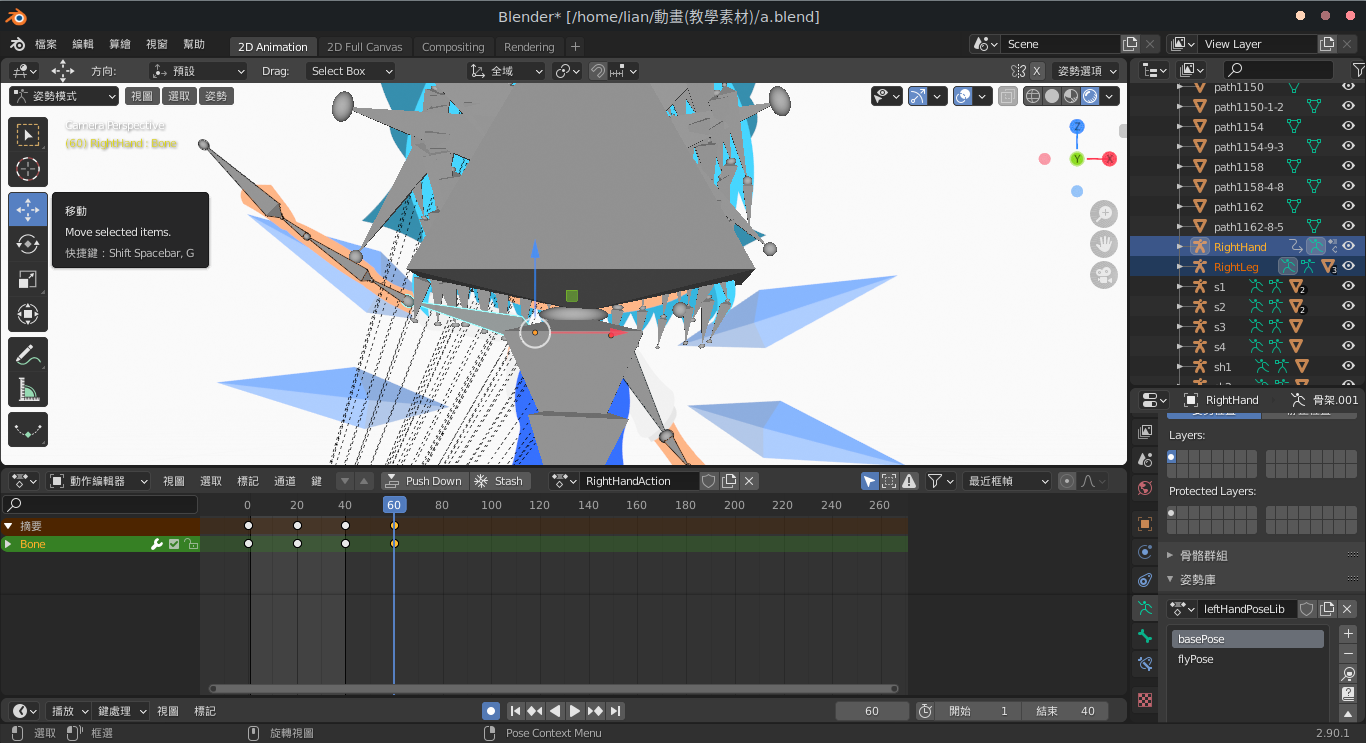 Blender* [/home/lian/動畫(教學素材)/a.blend]
檔案 編輯 算繪 視窗 幫助 2D Animation 2D Full Canvas Compositing Rendering + Scene View Layer
方向: 預設 Drag: Select Box 全域 X 姿勢選項
姿勢模式 視圖 選取 姿勢
Camera Perspective
(60) RightHand : Bone
移動
Move selected items.
快捷鍵: Shift Spacebar, G
Z
Y
X
path1150
path1150-1-2
path1154
path1154-9-3
path1158
path1158-4-8
path1162
path1162-8-5
RightHand
RightLeg 3
s1 2
s2 2
s3
s4
sh1
RightHand 骨架.001
Layers:
Protected Layers:
骨骼群組
姿勢庫
leftHandPoseLib
basePose
flyPose
動作編輯器 視圖 選取 標記 通道 鍵 Push Down Stash RightHandAction 最近框幀
0 20 40 60 80 100 120 140 160 180 200 220 240 260
摘要
Bone
播放 鍵處理 視圖 標記 60 開始 1 結束 40
選取 框選 旋轉視圖 Pose Context Menu 2.90.1